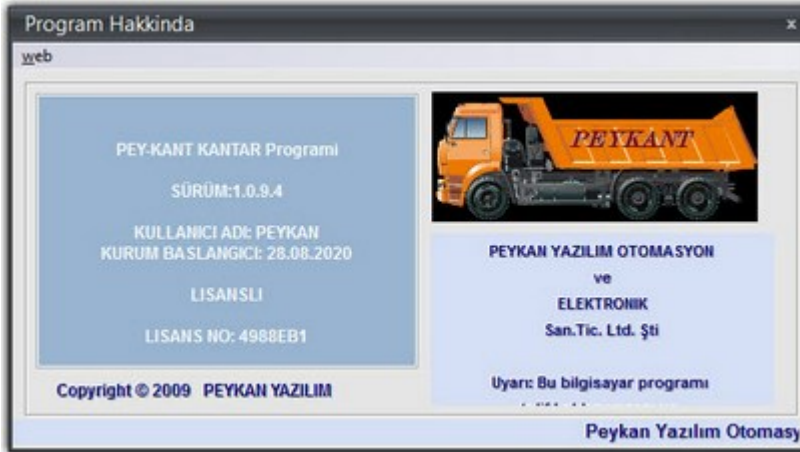 Program Hakkinda
x
web
PEY-KANT KANTAR Programi
SÜRÜM:1.0.9.4
KULLANICI ADI: PEYKAN
KURUM BASLANGICI: 28.08.2020
LISANSLI
LISANS NO: 4988EB1
Copyright © 2009 PEYKAN YAZILIM
PEYKANT
PEYKAN YAZILIM OTOMASYON
ve
ELEKTRONIK
San.Tic. Ltd. Şti
Uyarı: Bu bilgisayar programı
Peykan Yazılım Otomasy